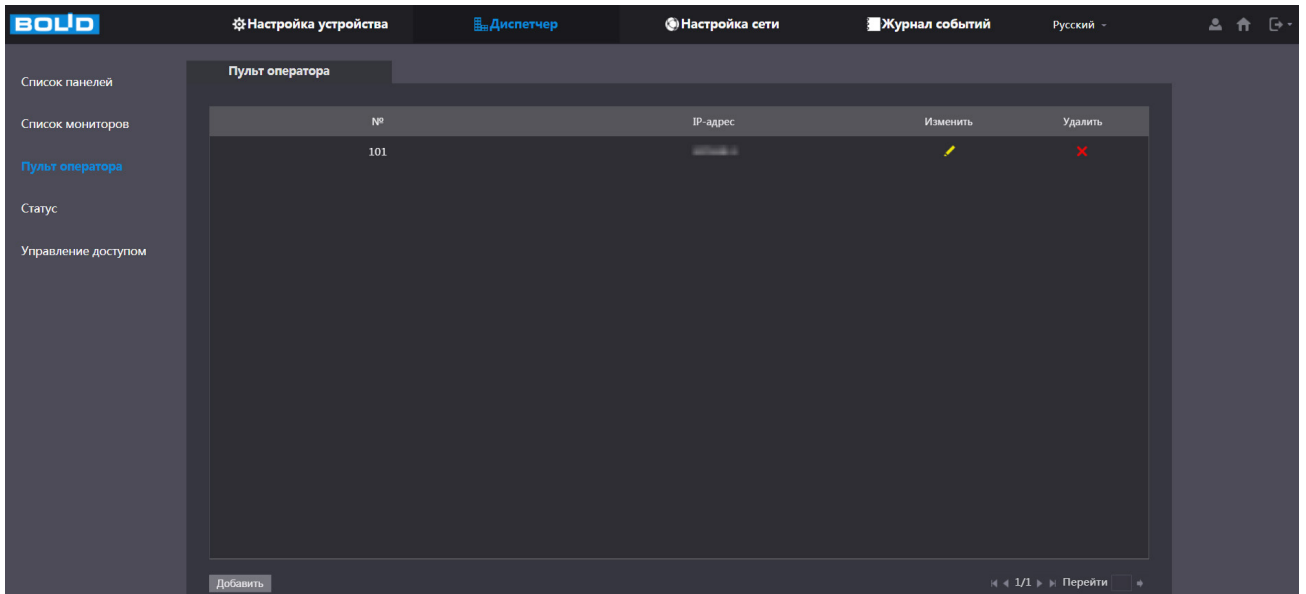 BOLID Настройка устройства Диспетчер Настройка сети Журнал событий Русский
Список панелей
Список мониторов
Пульт оператора
Статус
Управление доступом
Пульт оператора
№ IP-адрес Изменить Удалить
101
Добавить 1/1 Перейти